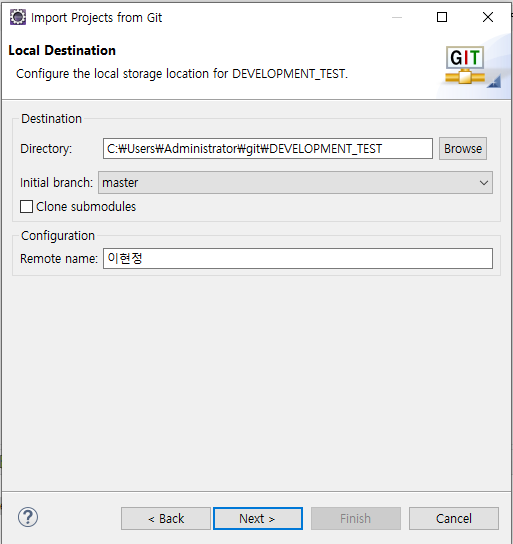 Import Projects from Git
Local Destination
Configure the local storage location for DEVELOPMENT_TEST.
GIT
Destination
Directory: C:₩Users₩Administrator₩git₩DEVELOPMENT_TEST Browse
Initial branch: master
Clone submodules
Configuration
Remote name: 이현정
?
< Back Next > Finish Cancel